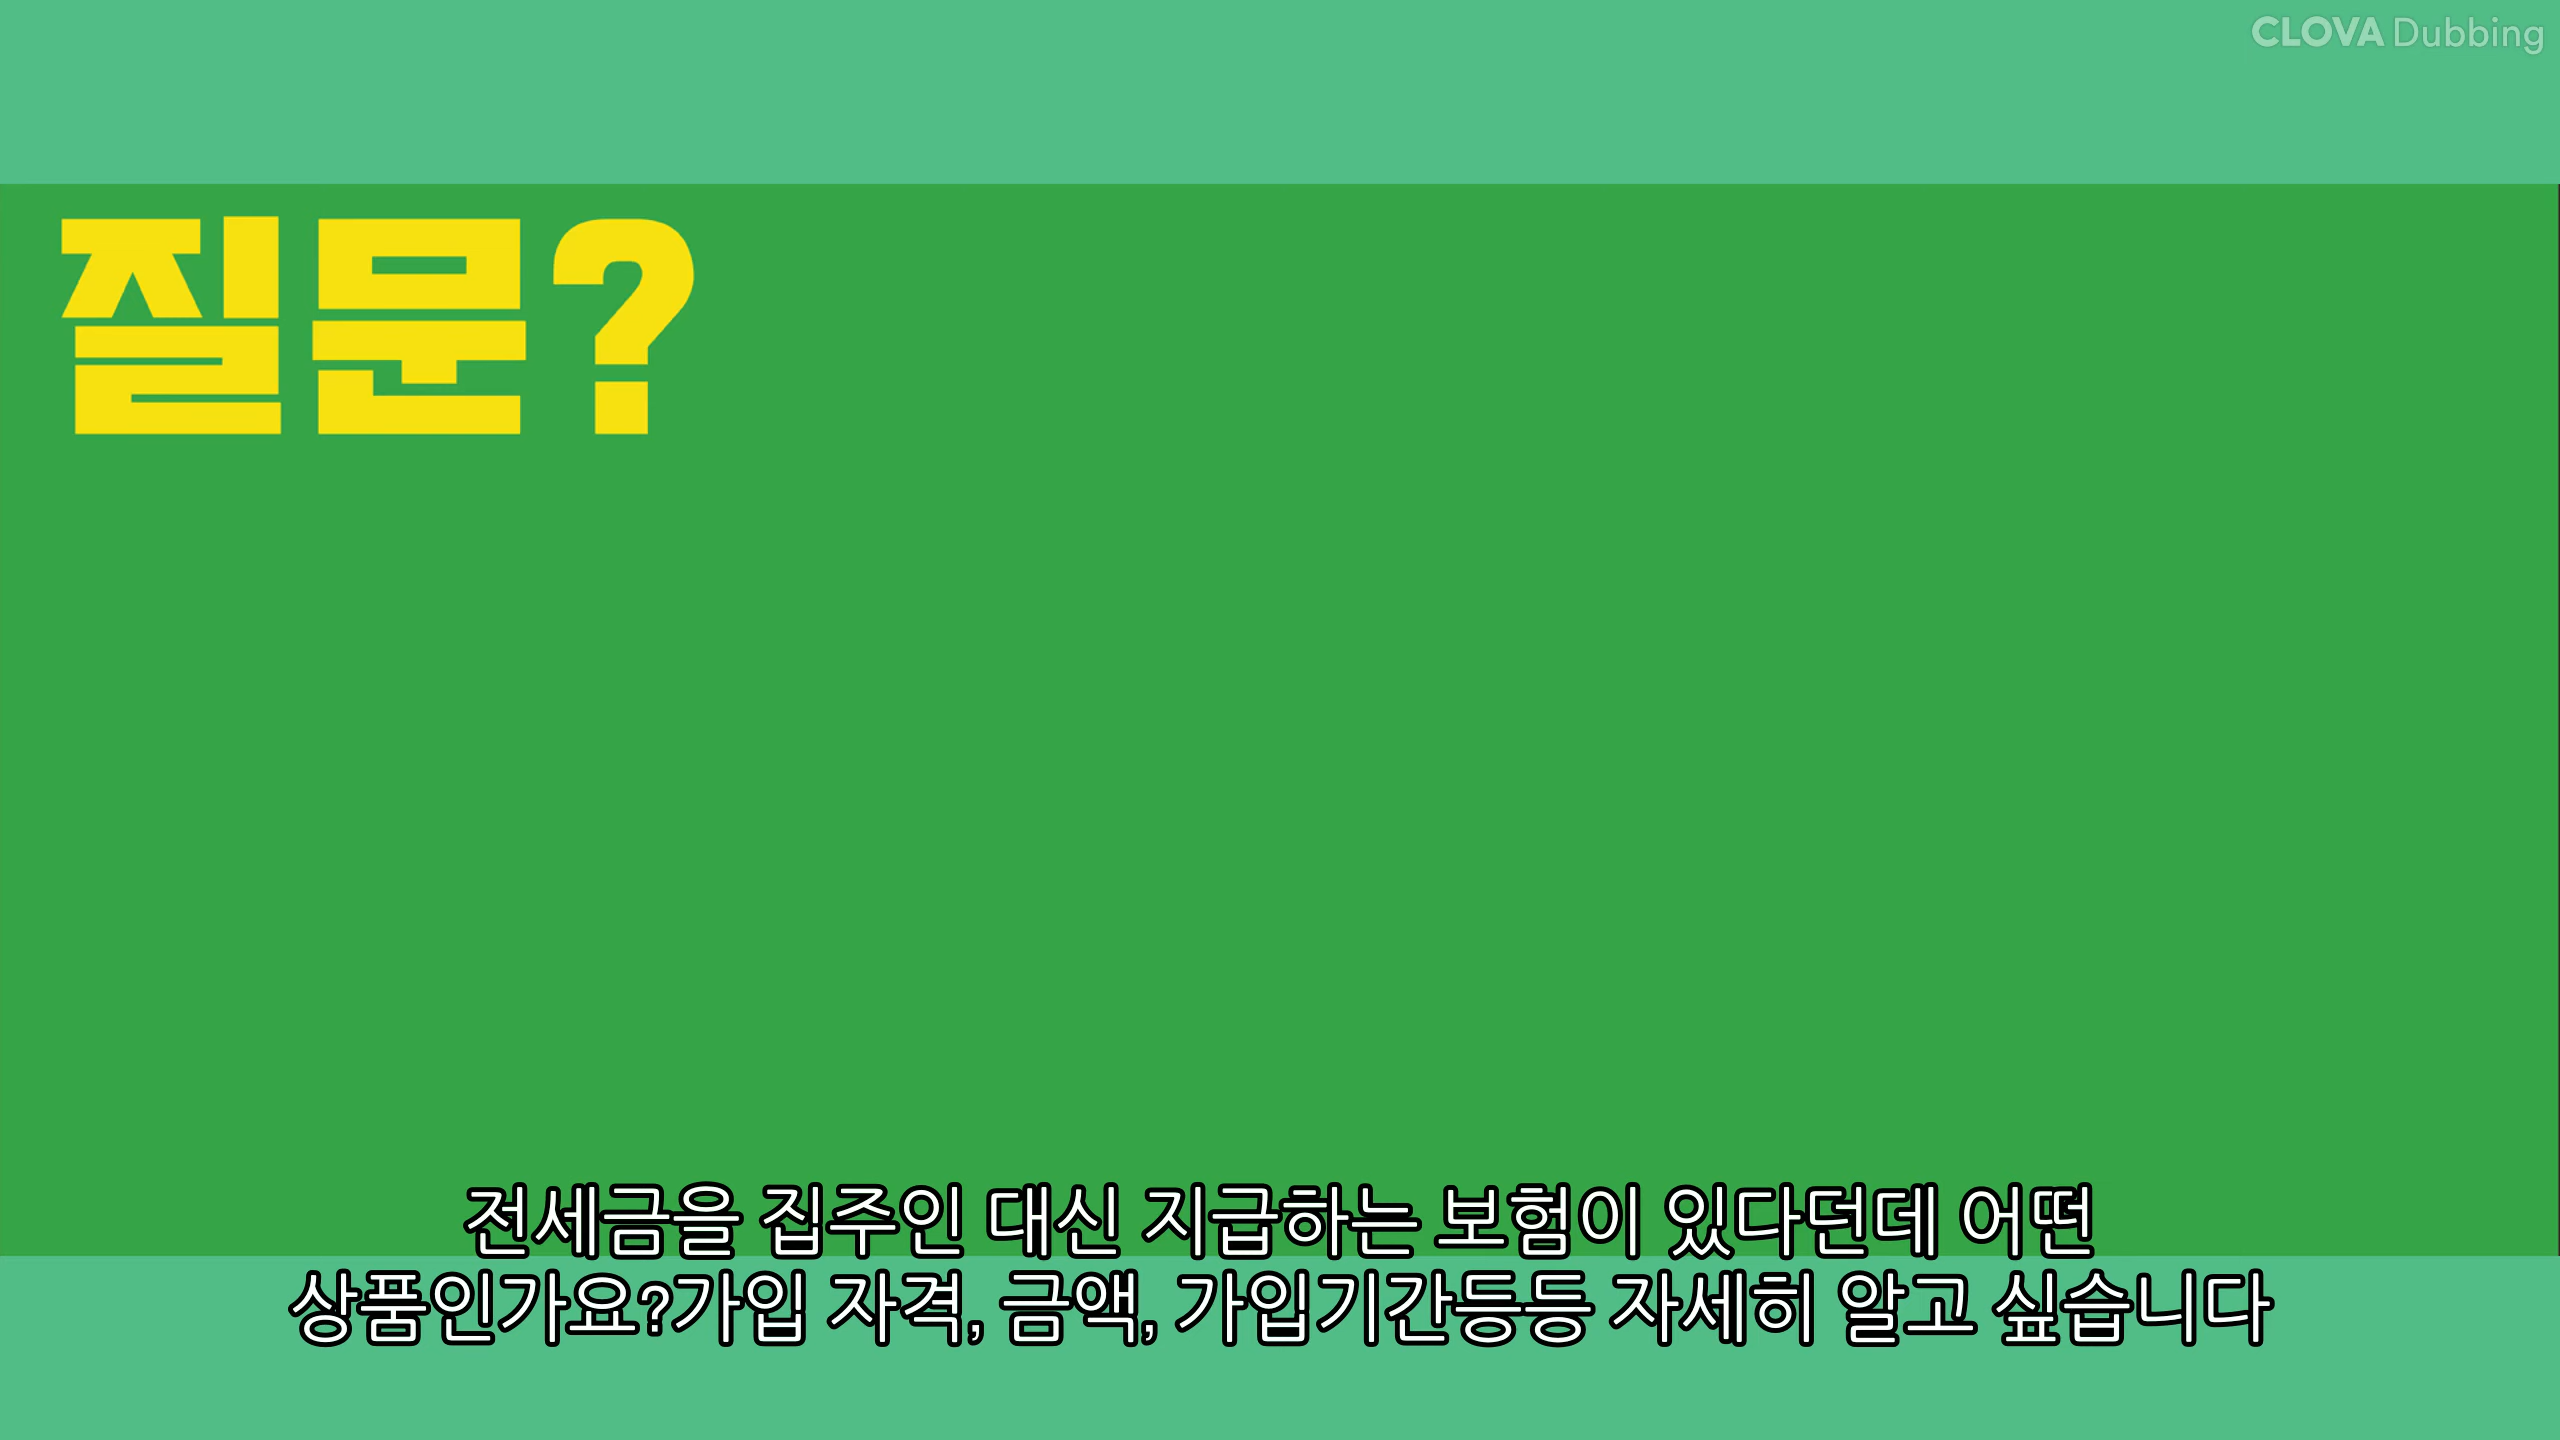 CLOVA Dubbing
질문?
전세금을 집주인 대신 지급하는 보험이 있다던데 어떤
상품인가요?가입 자격, 금액, 가입기간등등 자세히 알고 싶습니다